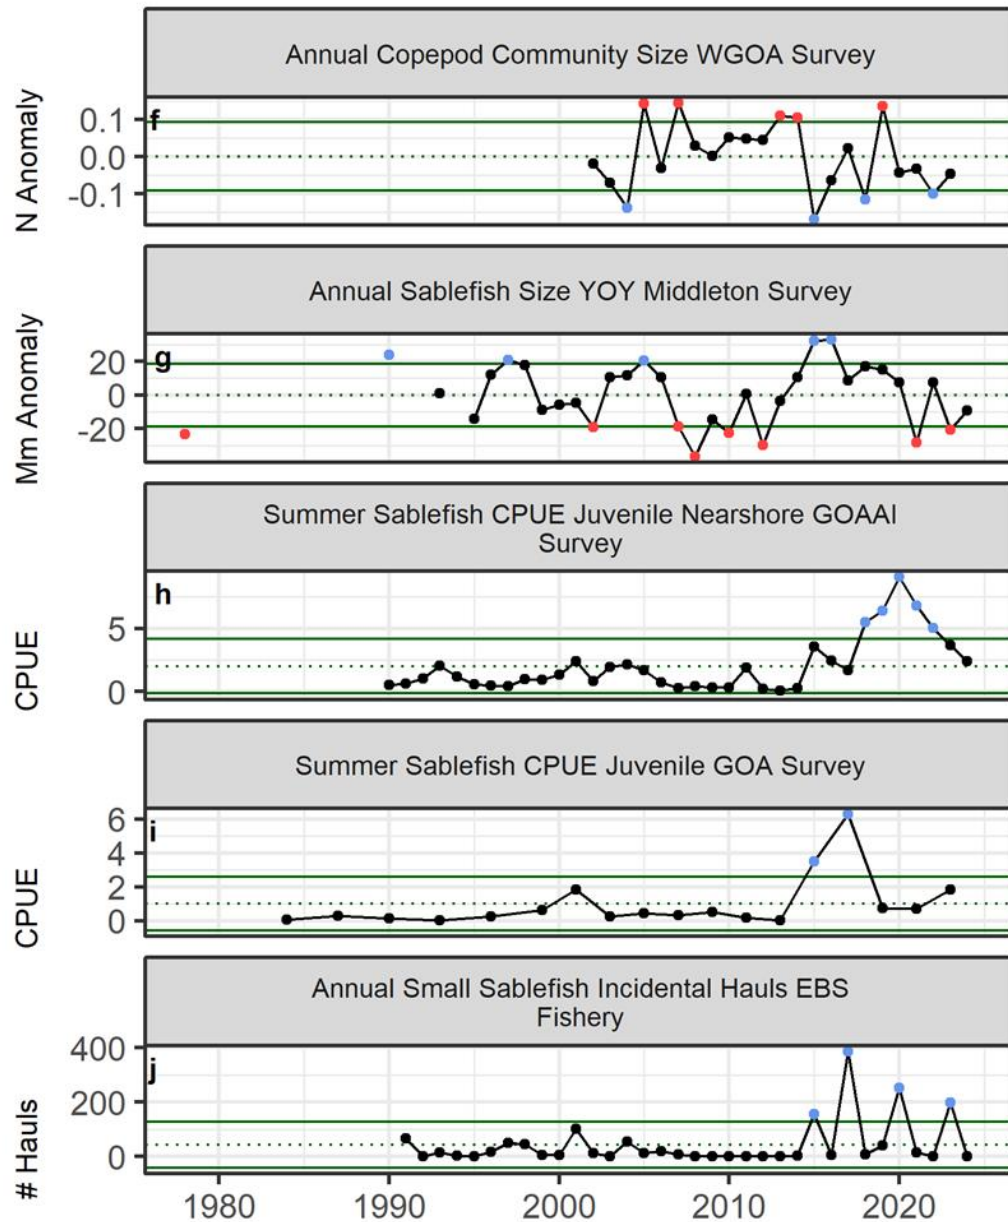 Annual Copepod Community Size WGOA Survey
N Anomaly
f
0.1
0.0
-0.1
Annual Sablefish Size YOY Middleton Survey
Mm Anomaly
g
20
0
-20
Summer Sablefish CPUE Juvenile Nearshore GOAAI
Survey
CPUE
h
5
0
Summer Sablefish CPUE Juvenile GOA Survey
CPUE
i
6
4
2
0
Annual Small Sablefish Incidental Hauls EBS
Fishery
# Hauls
j
400
200
0
1980 1990 2000 2010 2020